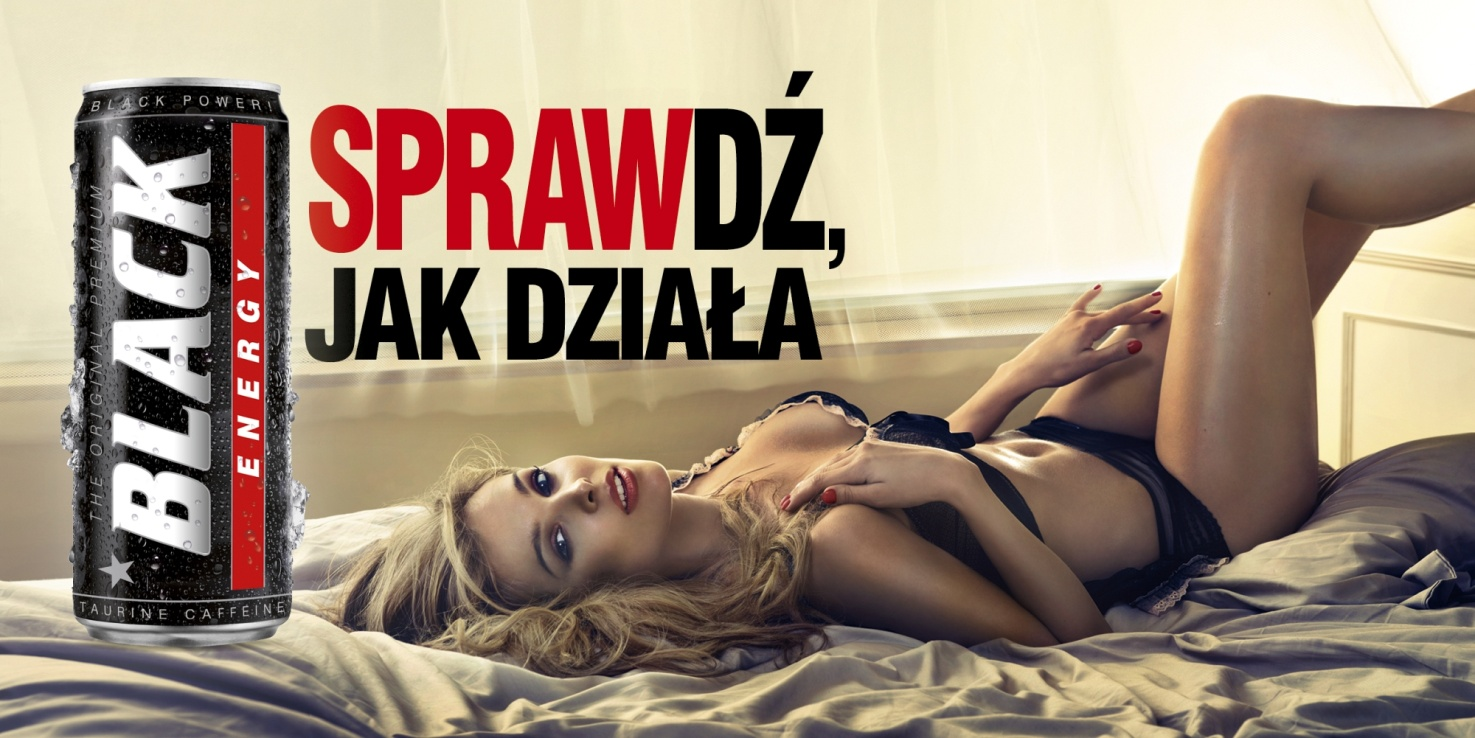 BLACK POWER!
THE ORIGINAL PREMIUM
BLACK
ENERGY
TAURINE CAFFEINE
SPRAWDŹ,
JAK DZIAŁA